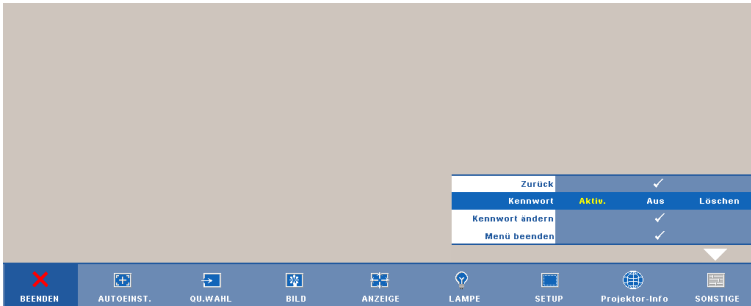 Zurück
Kennwort Aktiv. Aus Löschen
Kennwort ändern
Menü beenden
BEENDEN AUTOEINST. QU.WAHL BILD ANZEIGE LAMPE SETUP Projektor-Info SONSTIGE